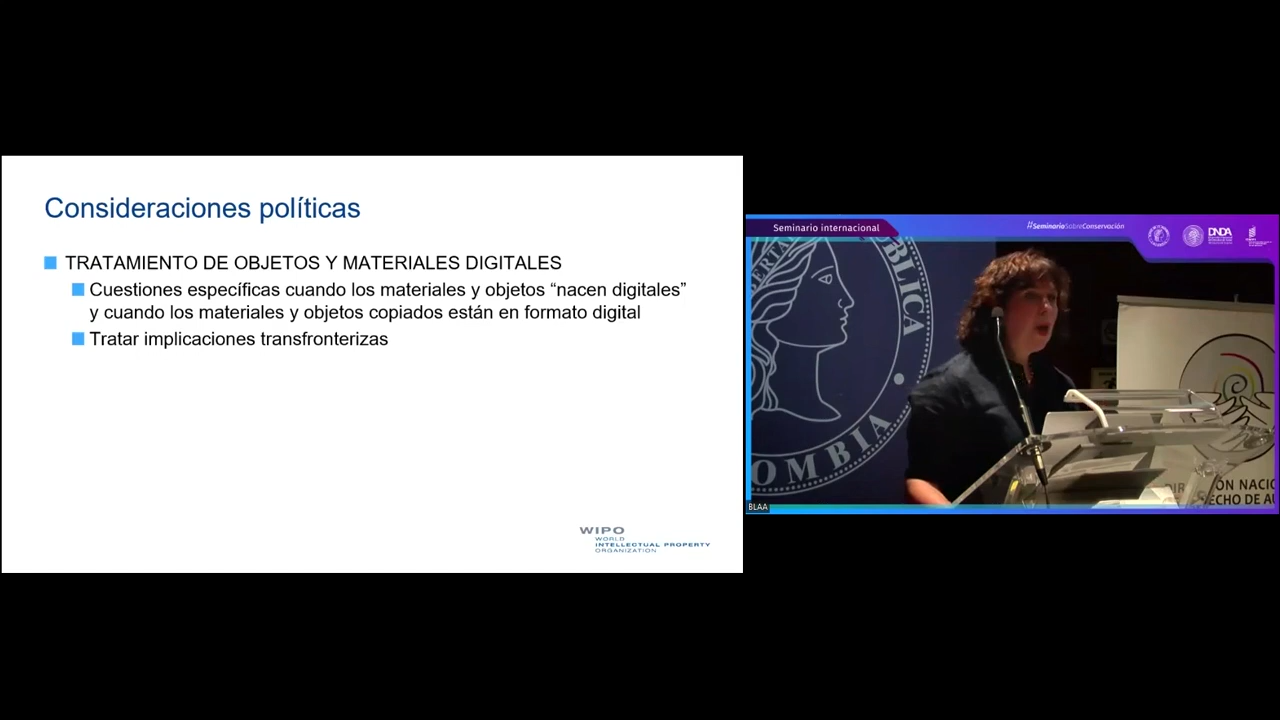 Consideraciones políticas
TRATAMIENTO DE OBJETOS Y MATERIALES DIGITALES
Cuestiones específicas cuando los materiales y objetos “nacen digitales”
y cuando los materiales y objetos copiados están en formato digital
Tratar implicaciones transfronterizas
WIPO
WORLD
INTELLECTUAL PROPERTY
ORGANIZATION
Seminario internacional
#SeminarioSobreConservación
DNDA
BLAA